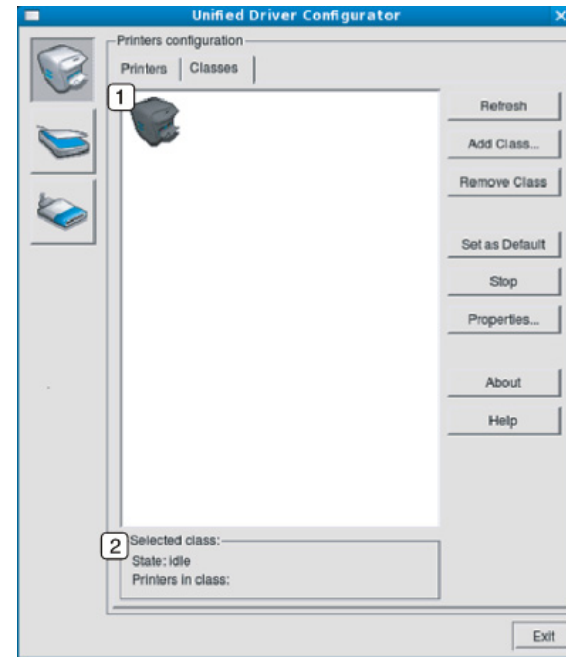 Unified Driver Configurator
Printers configuration
Printers
Classes
1
Refresh
Add Class...
Remove Class
Set as Default
Stop
Properties...
About
Help
2
Selected class:
State: idle
Printers in class:
Exit